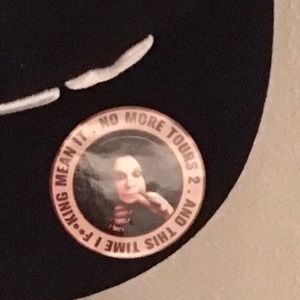 NO MORE TOURS 2 . AND THIS TIME I F**KING MEAN IT .